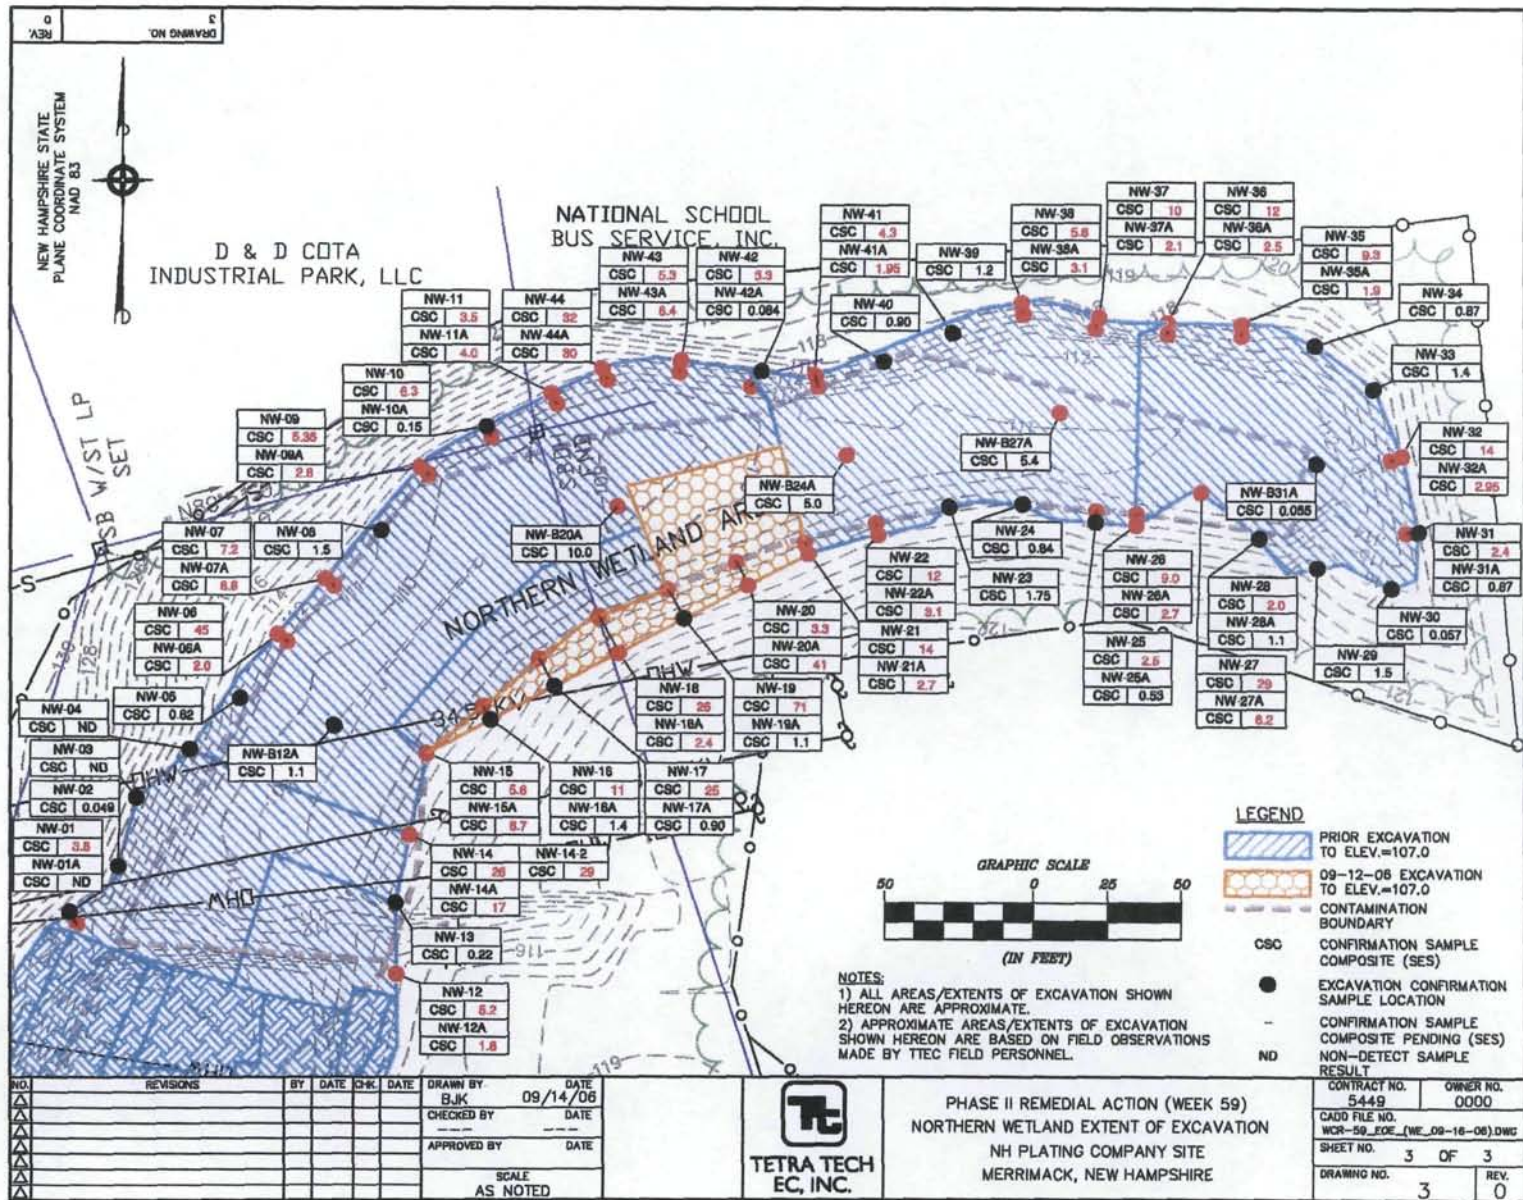 DRAWING NO. 3
REV. 0
NEW HAMPSHIRE STATE
PLANE COORDINATE SYSTEM
NAD 83
D & D COTA
INDUSTRIAL PARK, LLC
NATIONAL SCHOOL
BUS SERVICE, INC.
SB W/ST LP
SET
NORTHERN WETLAND
34.5 KV
OHW
OHW
OHW
NW-37
CSC 10
NW-37A
CSC 2.1
NW-36
CSC 12
NW-36A
CSC 2.5
NW-41
CSC 4.3
NW-41A
CSC 1.95
NW-39
CSC 1.2
NW-38
CSC 5.8
NW-38A
CSC 3.1
NW-35
CSC 9.3
NW-35A
CSC 1.9
NW-43
CSC 5.3
NW-43A
CSC 6.4
NW-42
CSC 5.3
NW-42A
CSC 0.084
NW-40
CSC 0.90
NW-34
CSC 0.87
NW-33
CSC 1.4
NW-11
CSC 3.5
NW-11A
CSC 4.0
NW-44
CSC 32
NW-44A
CSC 30
NW-10
CSC 6.3
NW-10A
CSC 0.15
NW-09
CSC 5.35
NW-09A
CSC 2.8
NW-32
CSC 14
NW-32A
CSC 2.95
NW-B27A
CSC 5.4
NW-B24A
CSC 5.0
NW-B31A
CSC 0.055
NW-07
CSC 7.2
NW-07A
CSC 8.8
NW-08
CSC 1.5
NW-B20A
CSC 10.0
NW-24
CSC 0.84
NW-31
CSC 2.4
NW-31A
CSC 0.87
NW-22
CSC 12
NW-22A
CSC 3.1
NW-23
CSC 1.75
NW-26
CSC 9.0
NW-26A
CSC 2.7
NW-28
CSC 2.0
NW-28A
CSC 1.1
NW-30
CSC 0.057
NW-06
CSC 45
NW-06A
CSC 2.0
NW-20
CSC 3.3
NW-20A
CSC 41
NW-21
CSC 14
NW-21A
CSC 2.7
NW-25
CSC 2.5
NW-25A
CSC 0.53
NW-27
CSC 29
NW-27A
CSC 6.2
NW-29
CSC 1.5
NW-05
CSC 0.62
NW-04
CSC ND
NW-03
CSC ND
NW-02
CSC 0.049
NW-B12A
CSC 1.1
NW-18
CSC 26
NW-18A
CSC 2.4
NW-19
CSC 71
NW-19A
CSC 1.1
NW-15
CSC 5.6
NW-15A
CSC 8.7
NW-16
CSC 11
NW-16A
CSC 1.4
NW-17
CSC 25
NW-17A
CSC 0.90
NW-01
CSC 3.8
NW-01A
CSC ND
NW-14
CSC 26
NW-14A
CSC 17
NW-14-2
CSC 29
NW-13
CSC 0.22
NW-12
CSC 5.2
NW-12A
CSC 1.8
LEGEND
PRIOR EXCAVATION
TO ELEV.=107.0
09-12-06 EXCAVATION
TO ELEV.=107.0
CONTAMINATION
BOUNDARY
CSC CONFIRMATION SAMPLE
COMPOSITE (SES)
EXCAVATION CONFIRMATION
SAMPLE LOCATION
-- CONFIRMATION SAMPLE
COMPOSITE PENDING (SES)
ND NON-DETECT SAMPLE
RESULT
GRAPHIC SCALE
50 0 25 50
(IN FEET)
NOTES:
1) ALL AREAS/EXTENTS OF EXCAVATION SHOWN
HEREON ARE APPROXIMATE.
2) APPROXIMATE AREAS/EXTENTS OF EXCAVATION
SHOWN HEREON ARE BASED ON FIELD OBSERVATIONS
MADE BY TTEC FIELD PERSONNEL.
NO. REVISIONS BY DATE CHK. DATE
DRAWN BY DATE
BJK 09/14/06
CHECKED BY DATE
APPROVED BY DATE
SCALE
AS NOTED
TETRA TECH
EC, INC.
PHASE II REMEDIAL ACTION (WEEK 59)
NORTHERN WETLAND EXTENT OF EXCAVATION
NH PLATING COMPANY SITE
MERRIMACK, NEW HAMPSHIRE
CONTRACT NO. 5449
OWNER NO. 0000
CADD FILE NO.
WCR-59_EOE_(WE_09-16-06).DWG
SHEET NO. 3 OF 3
DRAWING NO. 3
REV. 0